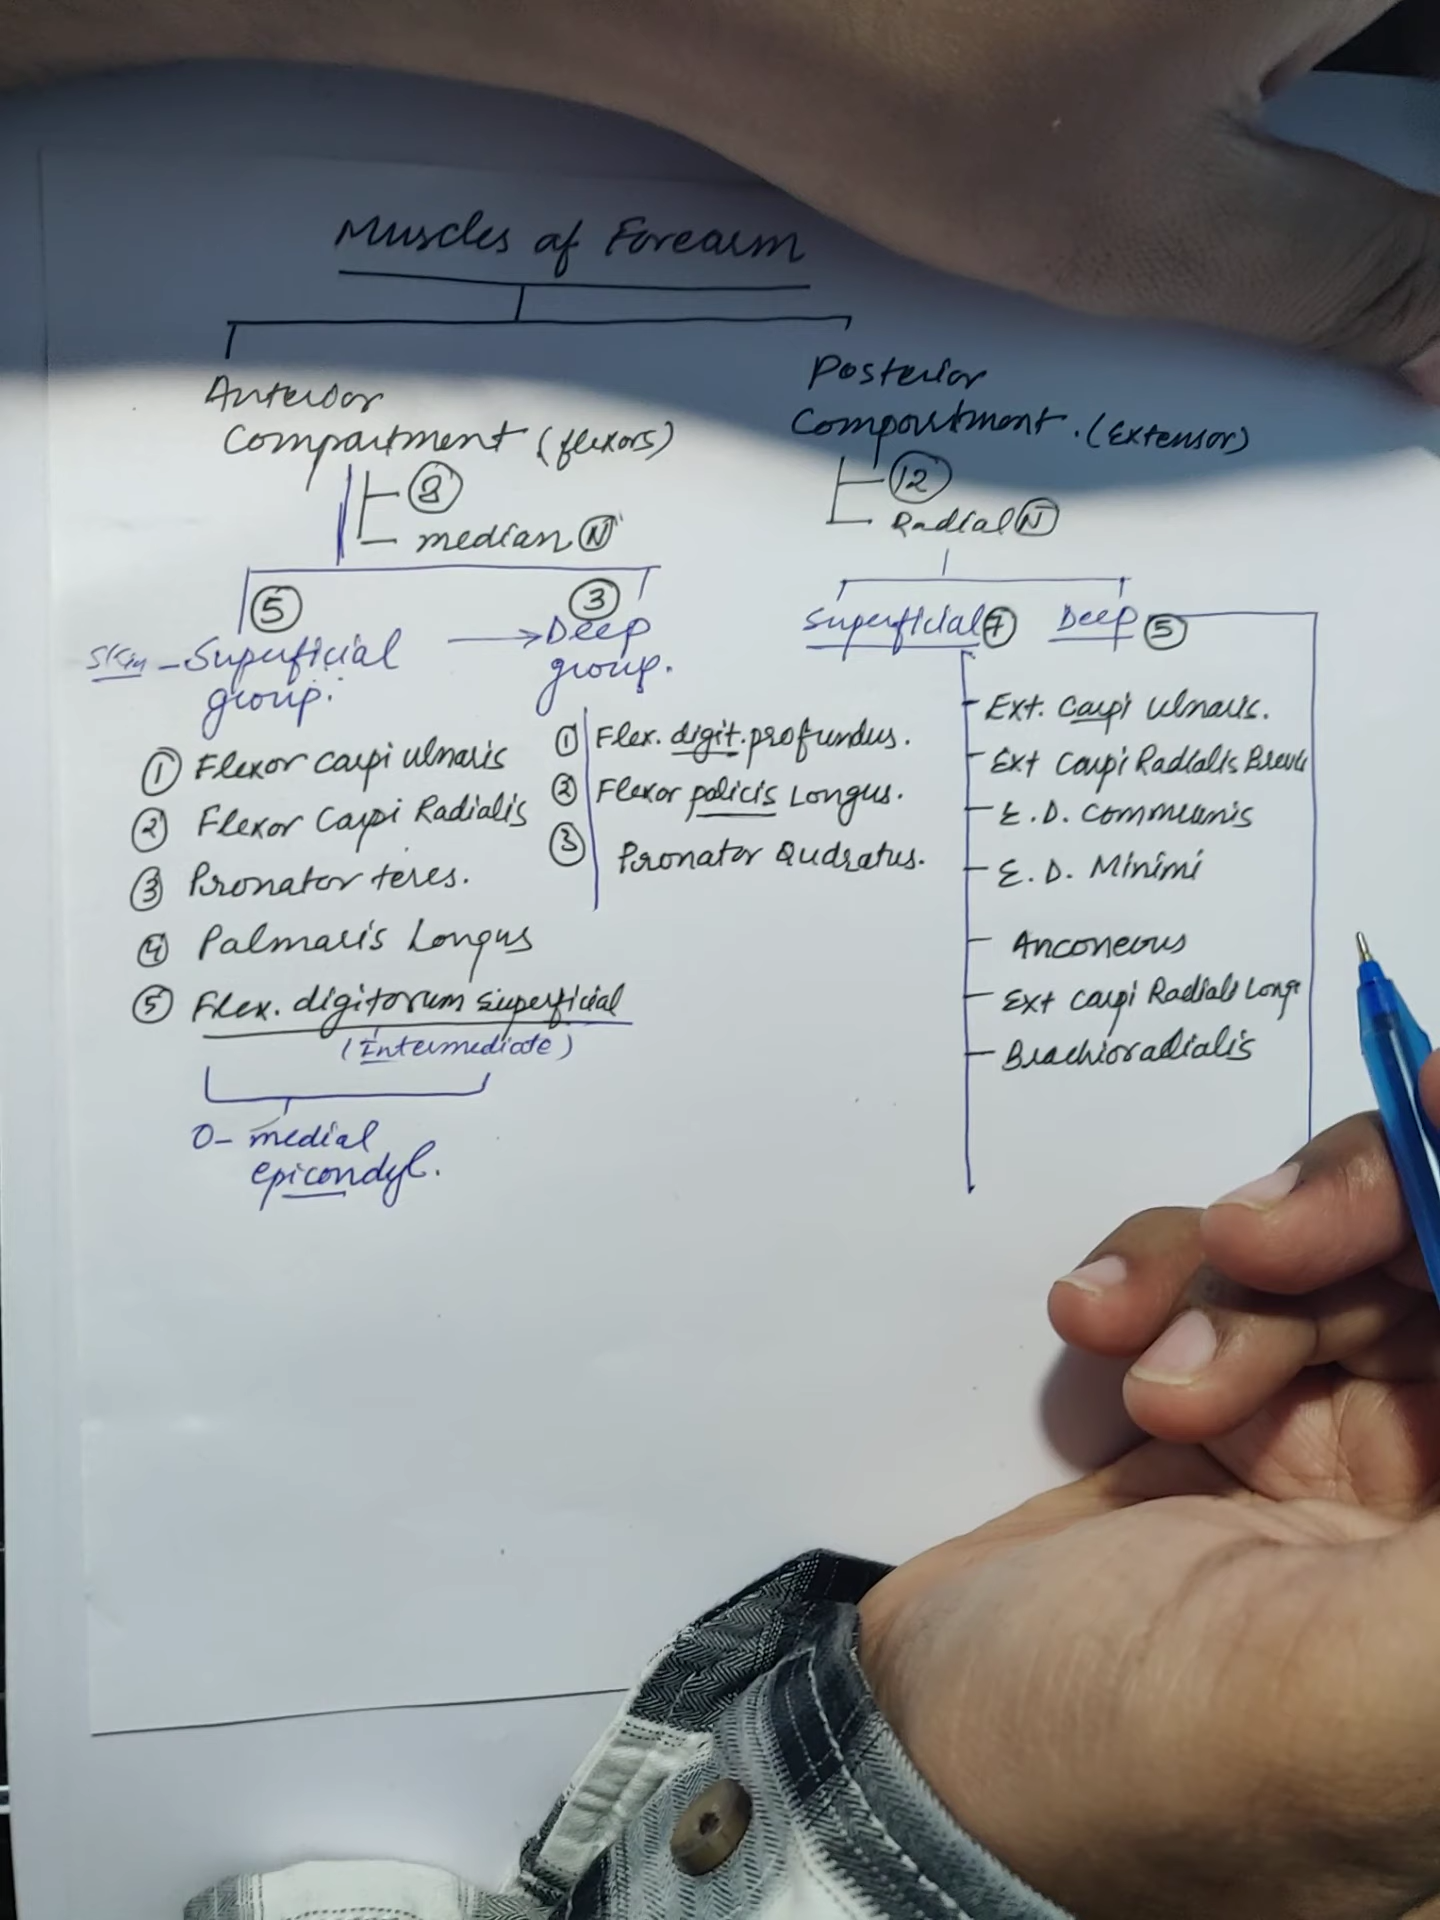 Muscles of Forearm
Anterior
Compartment (flexors)
8
median N
5
Skin - Superficial
group.
3
Deep
group.
1 Flexor Carpi Ulnaris
2 Flexor Carpi Radialis
3 Pronator teres.
4 Palmaris Longus
5 Flex. digitorum Superficial
(Intermediate)
O- medial
epicondyl.
1 Flex. digit. profundus.
2 Flexor policis Longus.
3 Pronator Qudratus.
Posterior
Compartment. (Extensor)
12
Radial N
Superficial 7
Deep 5
Ext. Carpi Ulnaris.
Ext Carpi Radialis Brevis
E. D. Communis
E. D. Minimi
Anconeous
Ext Carpi Radials Longs
Brachioradialis